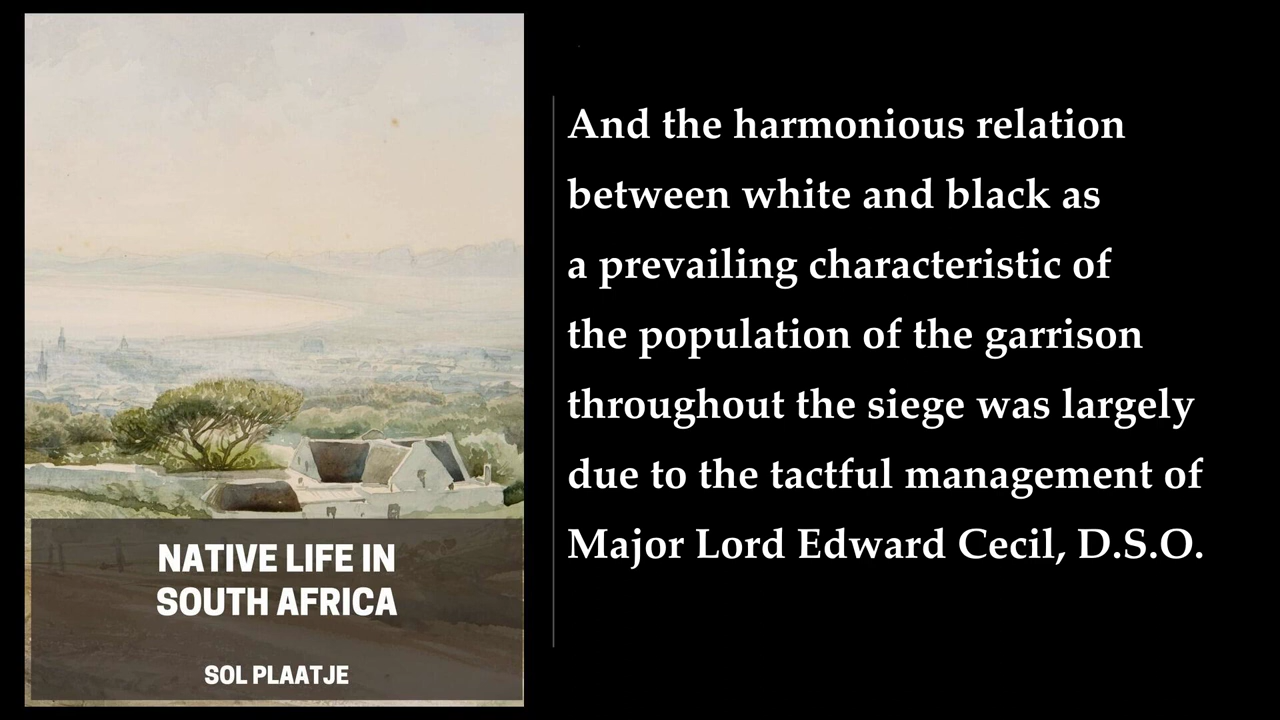 NATIVE LIFE IN
SOUTH AFRICA
SOL PLAATJE
And the harmonious relation
between white and black as
a prevailing characteristic of
the population of the garrison
throughout the siege was largely
due to the tactful management of
Major Lord Edward Cecil, D.S.O.